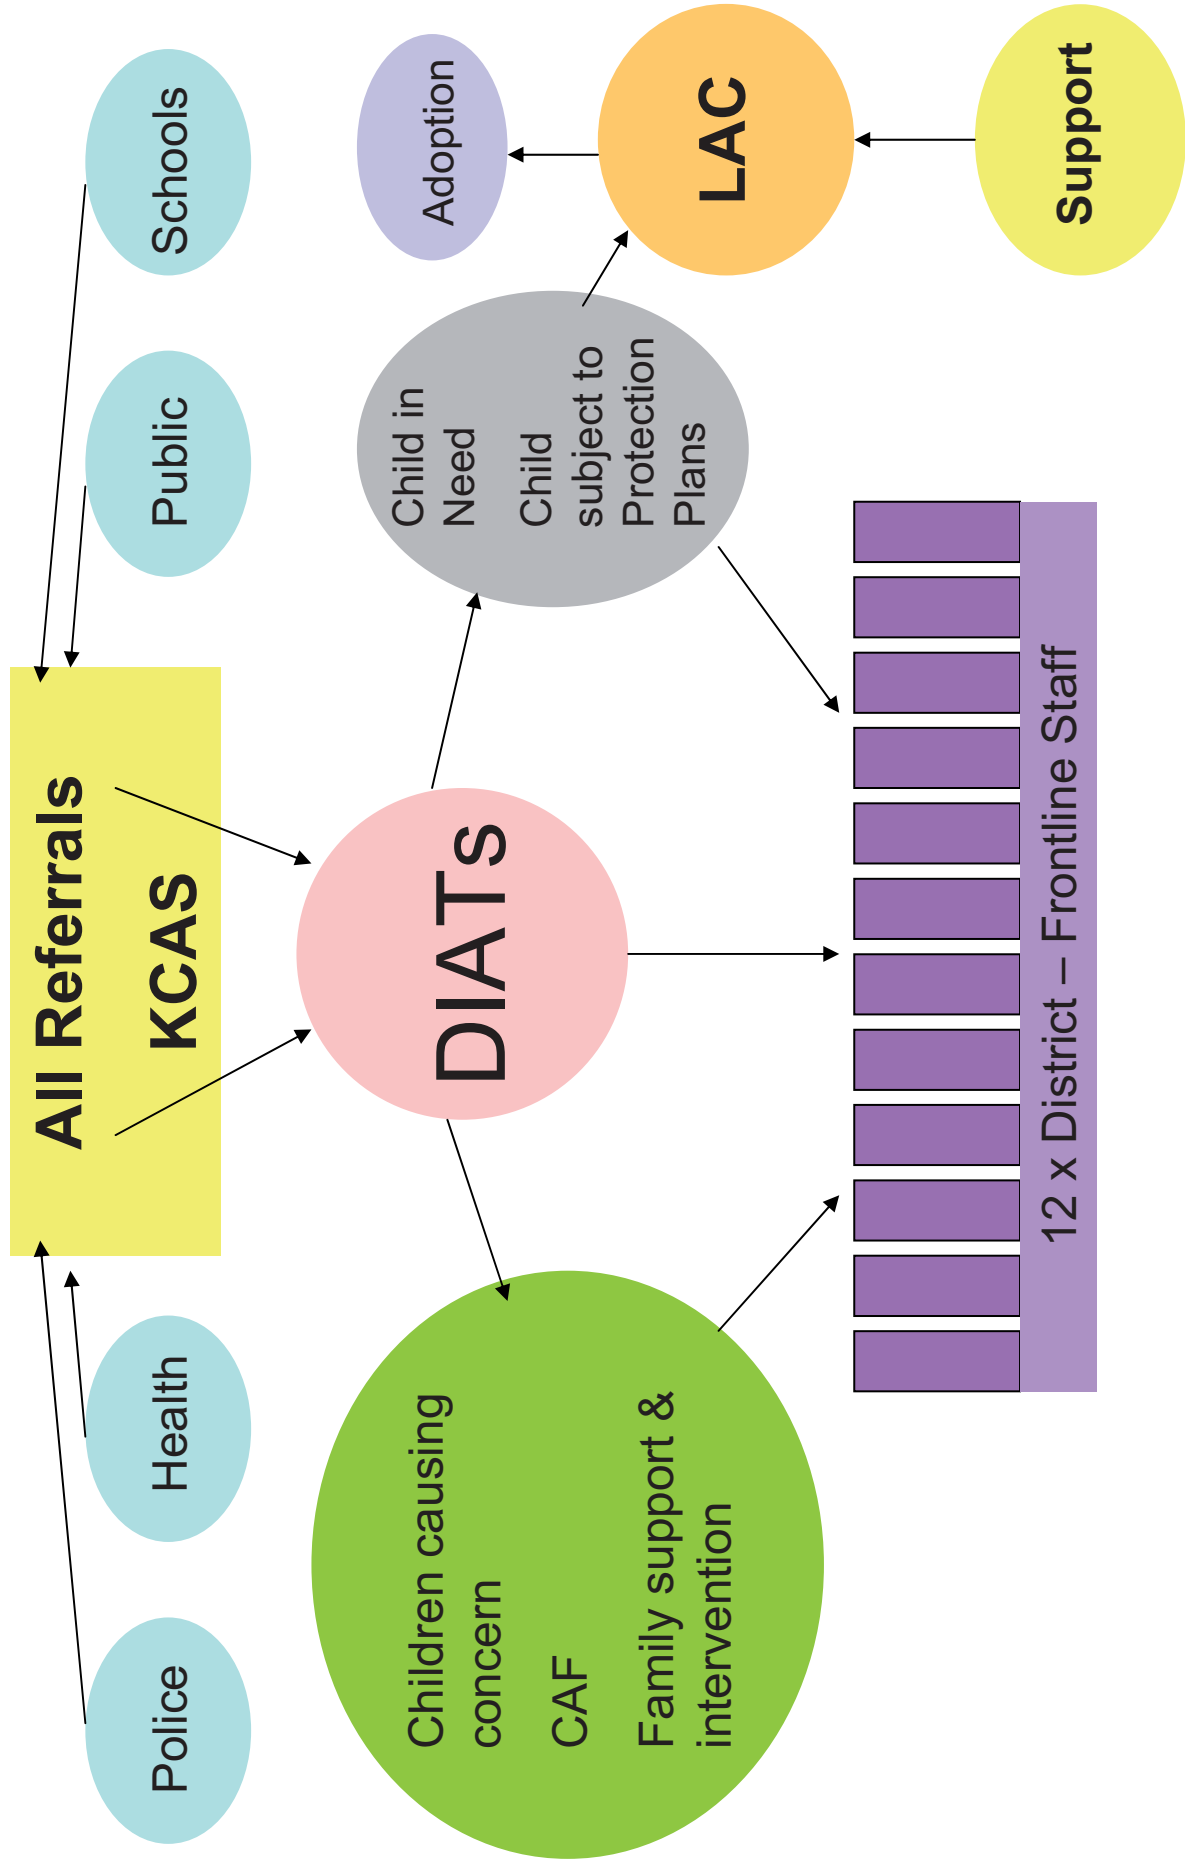 Police
Health
All Referrals
KCAS
Public
Schools
Children causing
concern
CAF
Family support &
intervention
DIATs
Child in
Need
Child
subject to
Protection
Plans
Adoption
LAC
Support
12 x District – Frontline Staff